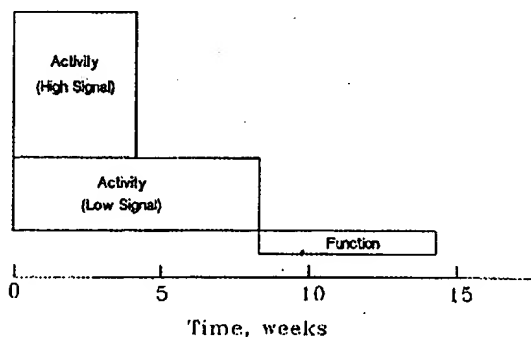 Activity
(High Signal)
Activity
(Low Signal)
Function
0 5 10 15
Time, weeks